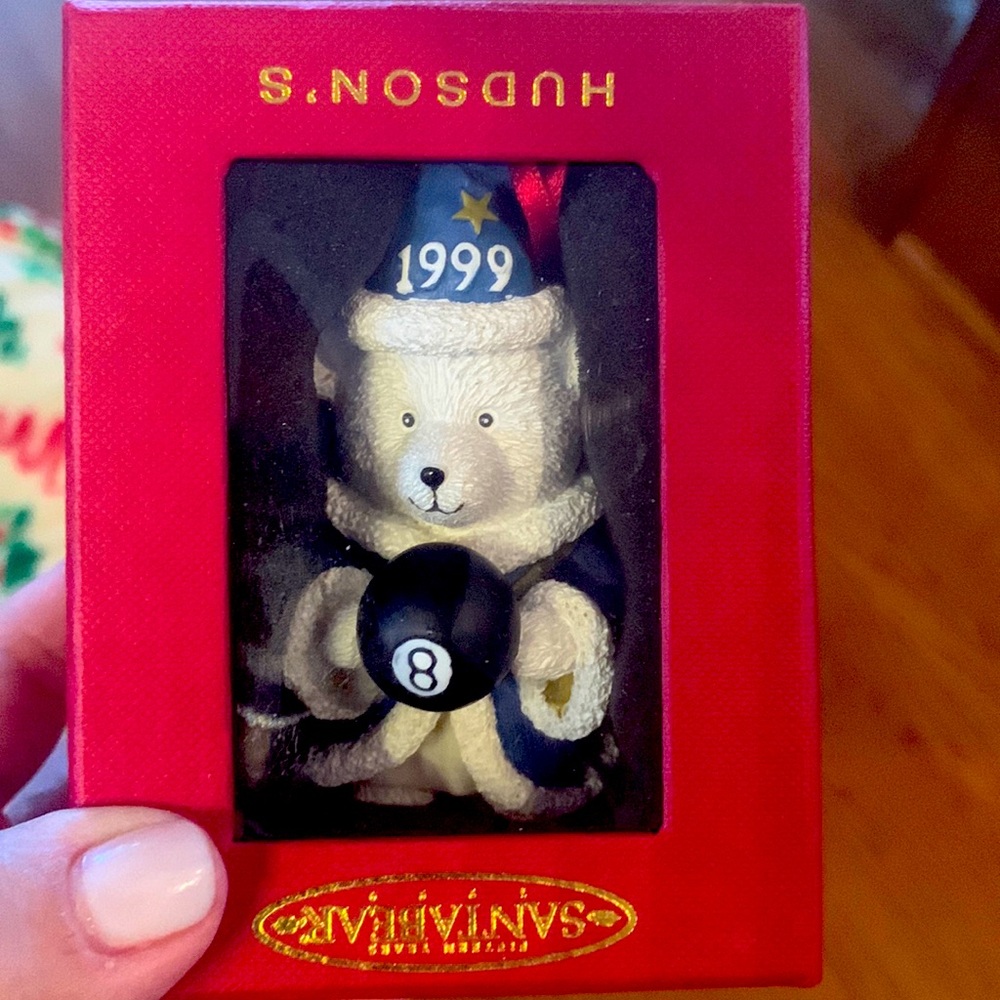 HUDSON'S
1999
8
FIFTEEN YEARS
SANTABEAR